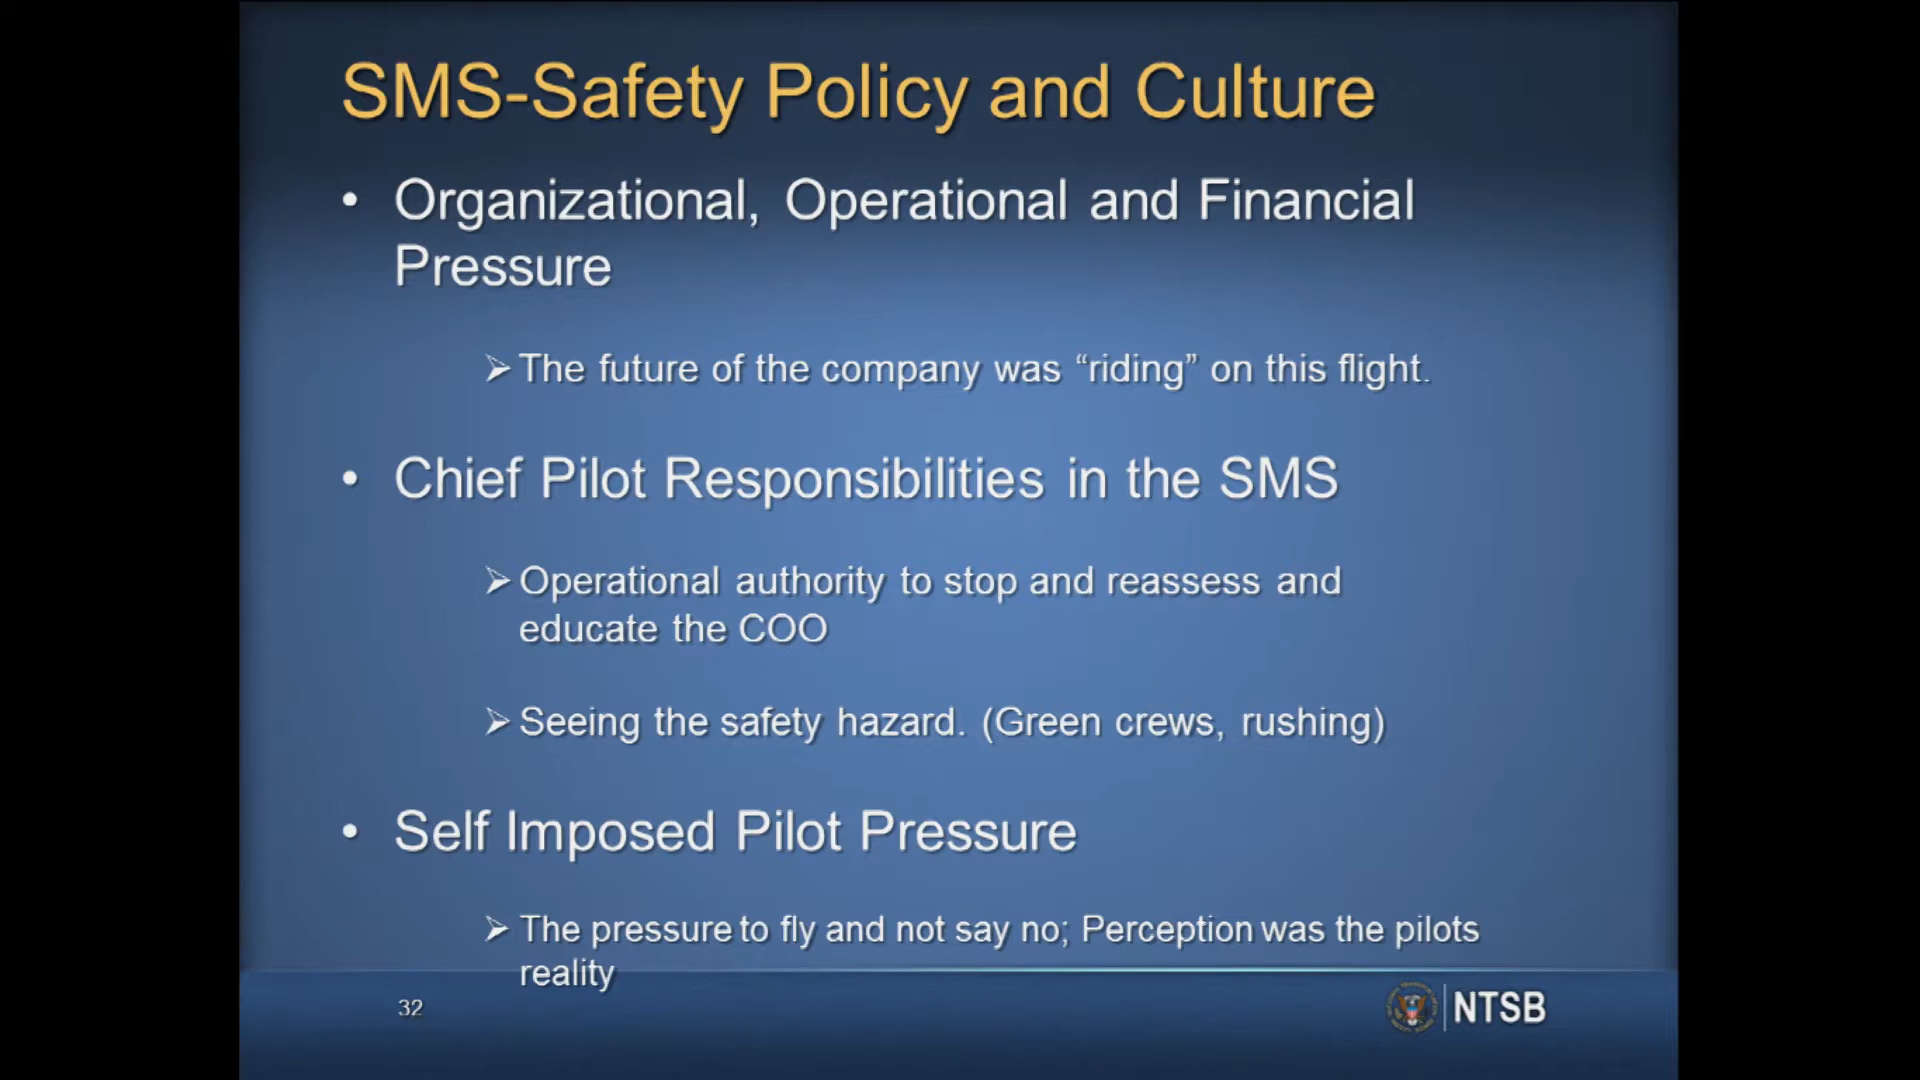 SMS-Safety Policy and Culture
• Organizational, Operational and Financial
Pressure
➢ The future of the company was “riding” on this flight.
• Chief Pilot Responsibilities in the SMS
➢ Operational authority to stop and reassess and
educate the COO
➢ Seeing the safety hazard. (Green crews, rushing)
• Self Imposed Pilot Pressure
➢ The pressure to fly and not say no; Perception was the pilots
reality
32
NTSB